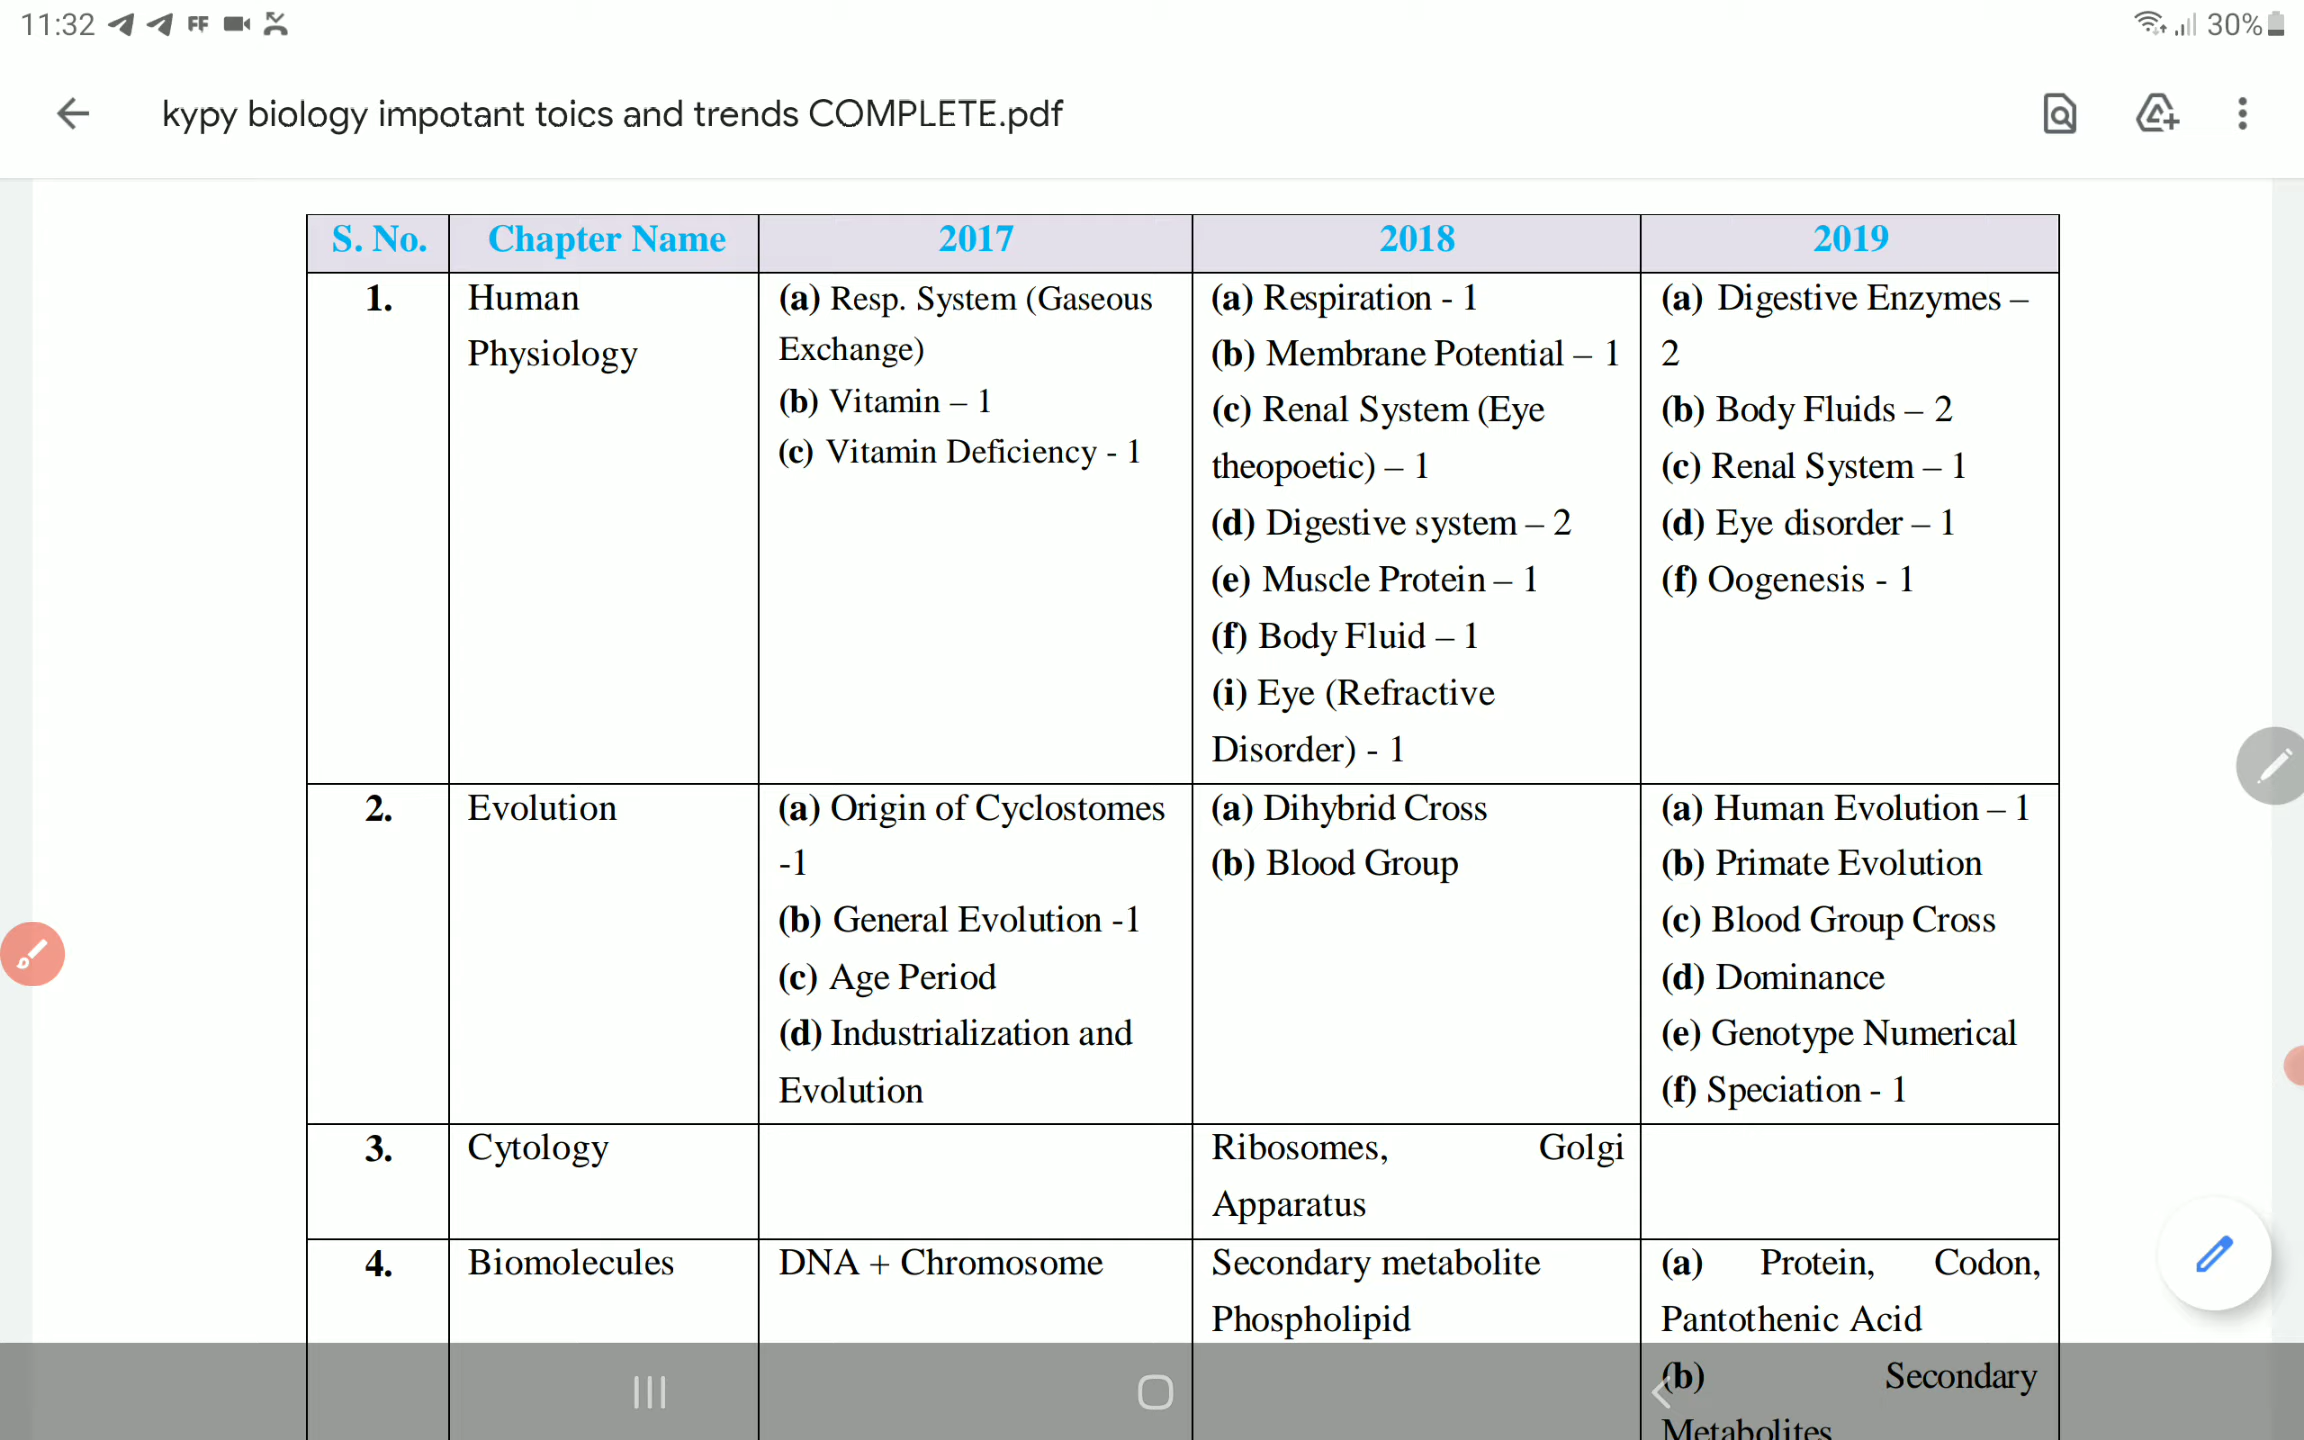 11:32
30%
kypy biology impotant toics and trends COMPLETE.pdf
S. No. Chapter Name 2017 2018 2019
1.
Human
Physiology
(a) Resp. System (Gaseous
Exchange)
(b) Vitamin – 1
(c) Vitamin Deficiency - 1
(a) Respiration - 1
(b) Membrane Potential – 1
(c) Renal System (Eye
theopoetic) – 1
(d) Digestive system – 2
(e) Muscle Protein – 1
(f) Body Fluid – 1
(i) Eye (Refractive
Disorder) - 1
(a) Digestive Enzymes –
2
(b) Body Fluids – 2
(c) Renal System – 1
(d) Eye disorder – 1
(f) Oogenesis - 1
2.
Evolution
(a) Origin of Cyclostomes
-1
(b) General Evolution -1
(c) Age Period
(d) Industrialization and
Evolution
(a) Dihybrid Cross
(b) Blood Group
(a) Human Evolution – 1
(b) Primate Evolution
(c) Blood Group Cross
(d) Dominance
(e) Genotype Numerical
(f) Speciation - 1
3.
Cytology
Ribosomes, Golgi
Apparatus
4.
Biomolecules
DNA + Chromosome
Secondary metabolite
Phospholipid
(a) Protein, Codon,
Pantothenic Acid
(b) Secondary
Metabolites